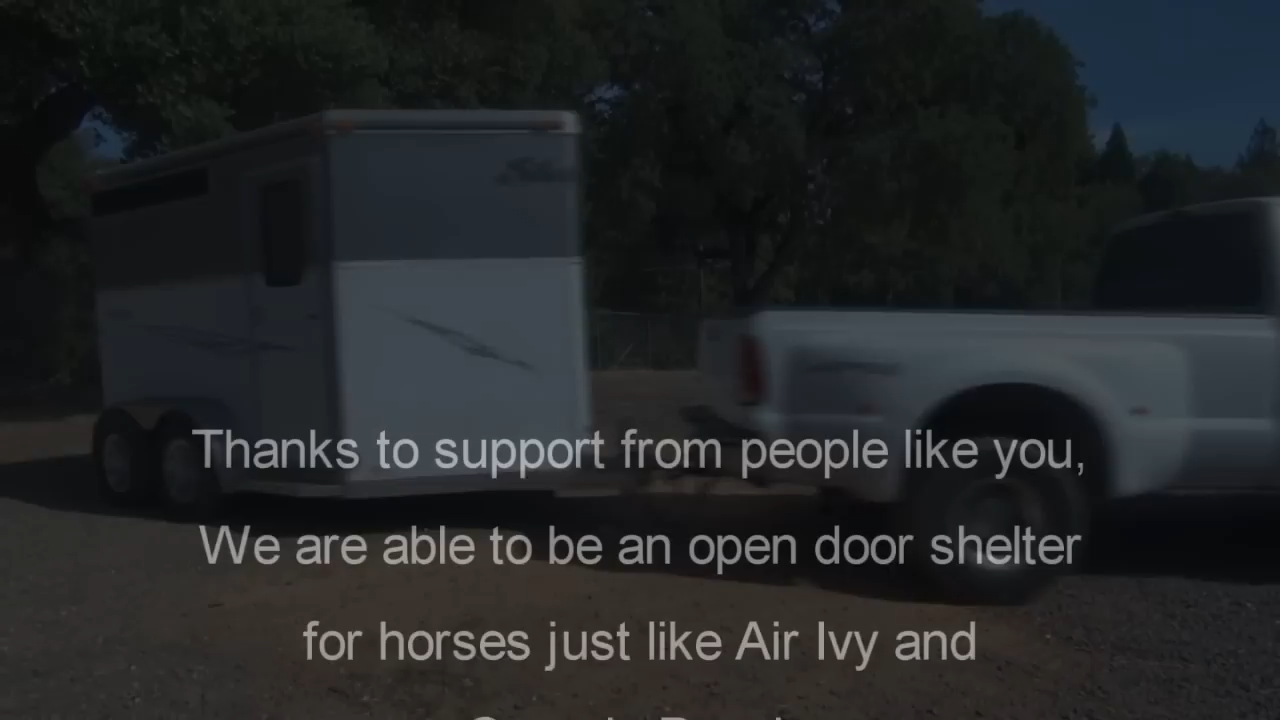 Thanks to support from people like you,
We are able to be an open door shelter
for horses just like Air Ivy and